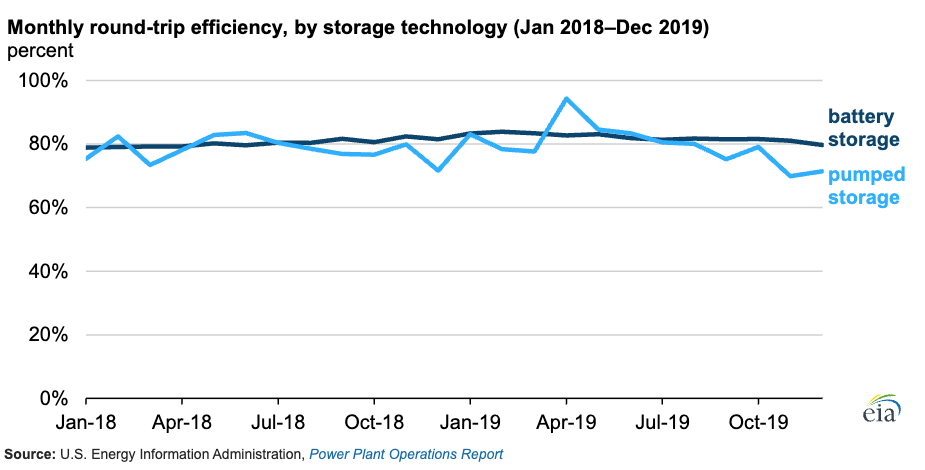 Monthly round-trip efficiency, by storage technology (Jan 2018–Dec 2019)
percent
100%
80%
60%
40%
20%
0%
battery
storage
pumped
storage
Jan-18 Apr-18 Jul-18 Oct-18 Jan-19 Apr-19 Jul-19 Oct-19
eia
Source: U.S. Energy Information Administration, Power Plant Operations Report